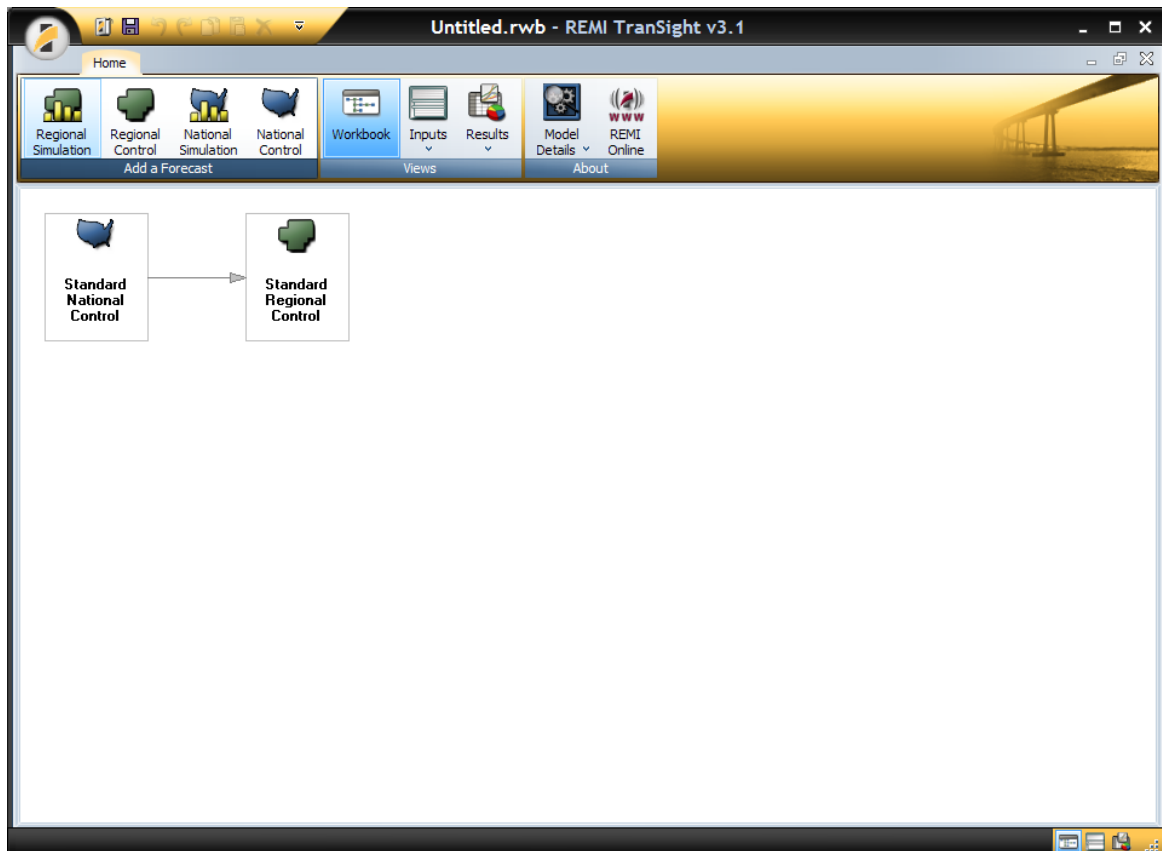 Untitled.rwb - REMI TranSight v3.1
Home
Regional
Simulation
Regional
Control
National
Simulation
National
Control
Add a Forecast
Workbook
Inputs
Results
Views
Model
Details
WWW
REMI
Online
About
Standard
National
Control
Standard
Regional
Control